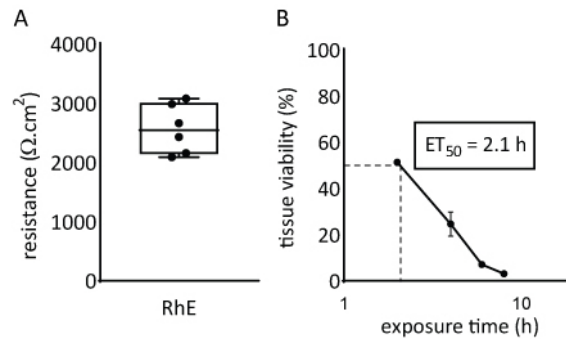 A
resistance (Ω.cm²)
4000
3000
2000
1000
0
RhE
B
tissue viability (%)
100
80
60
40
20
0
ET₅₀ = 2.1 h
1
10
exposure time (h)